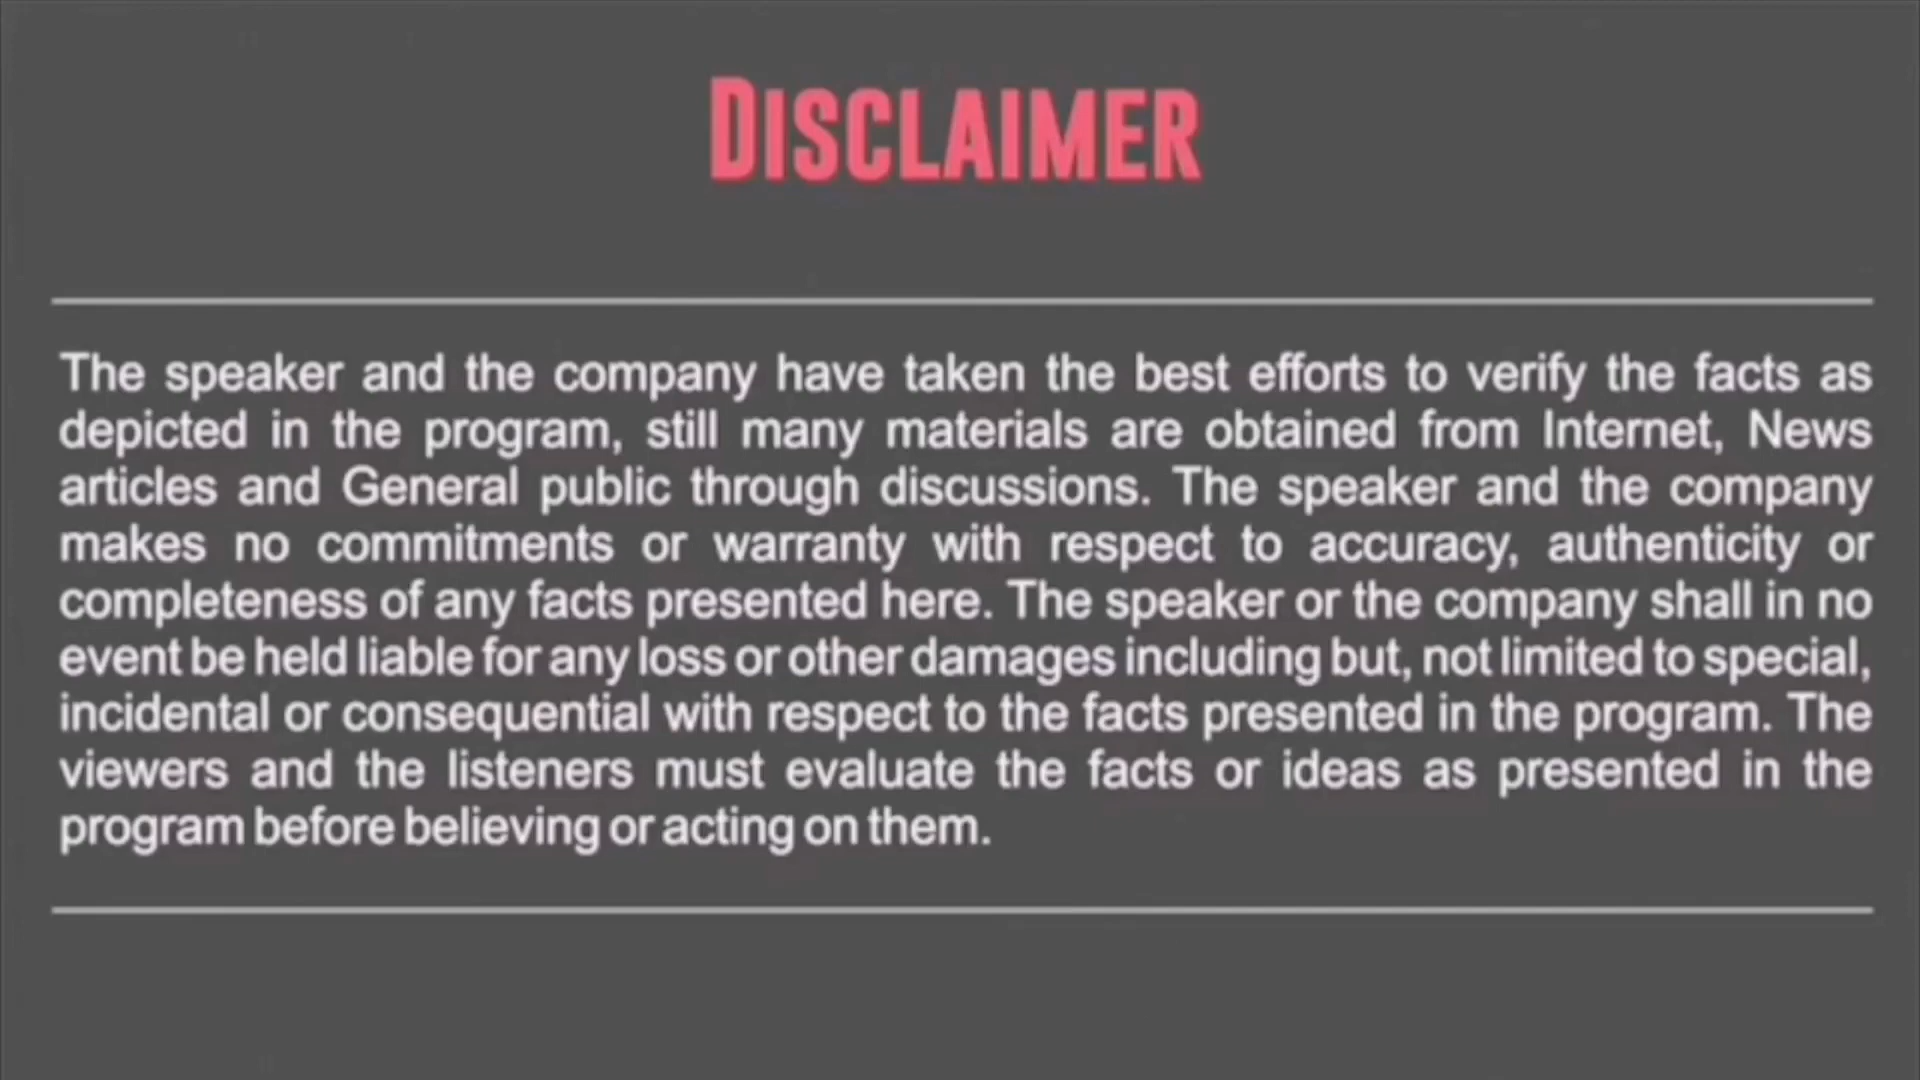 DISCLAIMER
The speaker and the company have taken the best efforts to verify the facts as
depicted in the program, still many materials are obtained from Internet, News
articles and General public through discussions. The speaker and the company
makes no commitments or warranty with respect to accuracy, authenticity or
completeness of any facts presented here. The speaker or the company shall in no
event be held liable for any loss or other damages including but, not limited to special,
incidental or consequential with respect to the facts presented in the program. The
viewers and the listeners must evaluate the facts or ideas as presented in the
program before believing or acting on them.